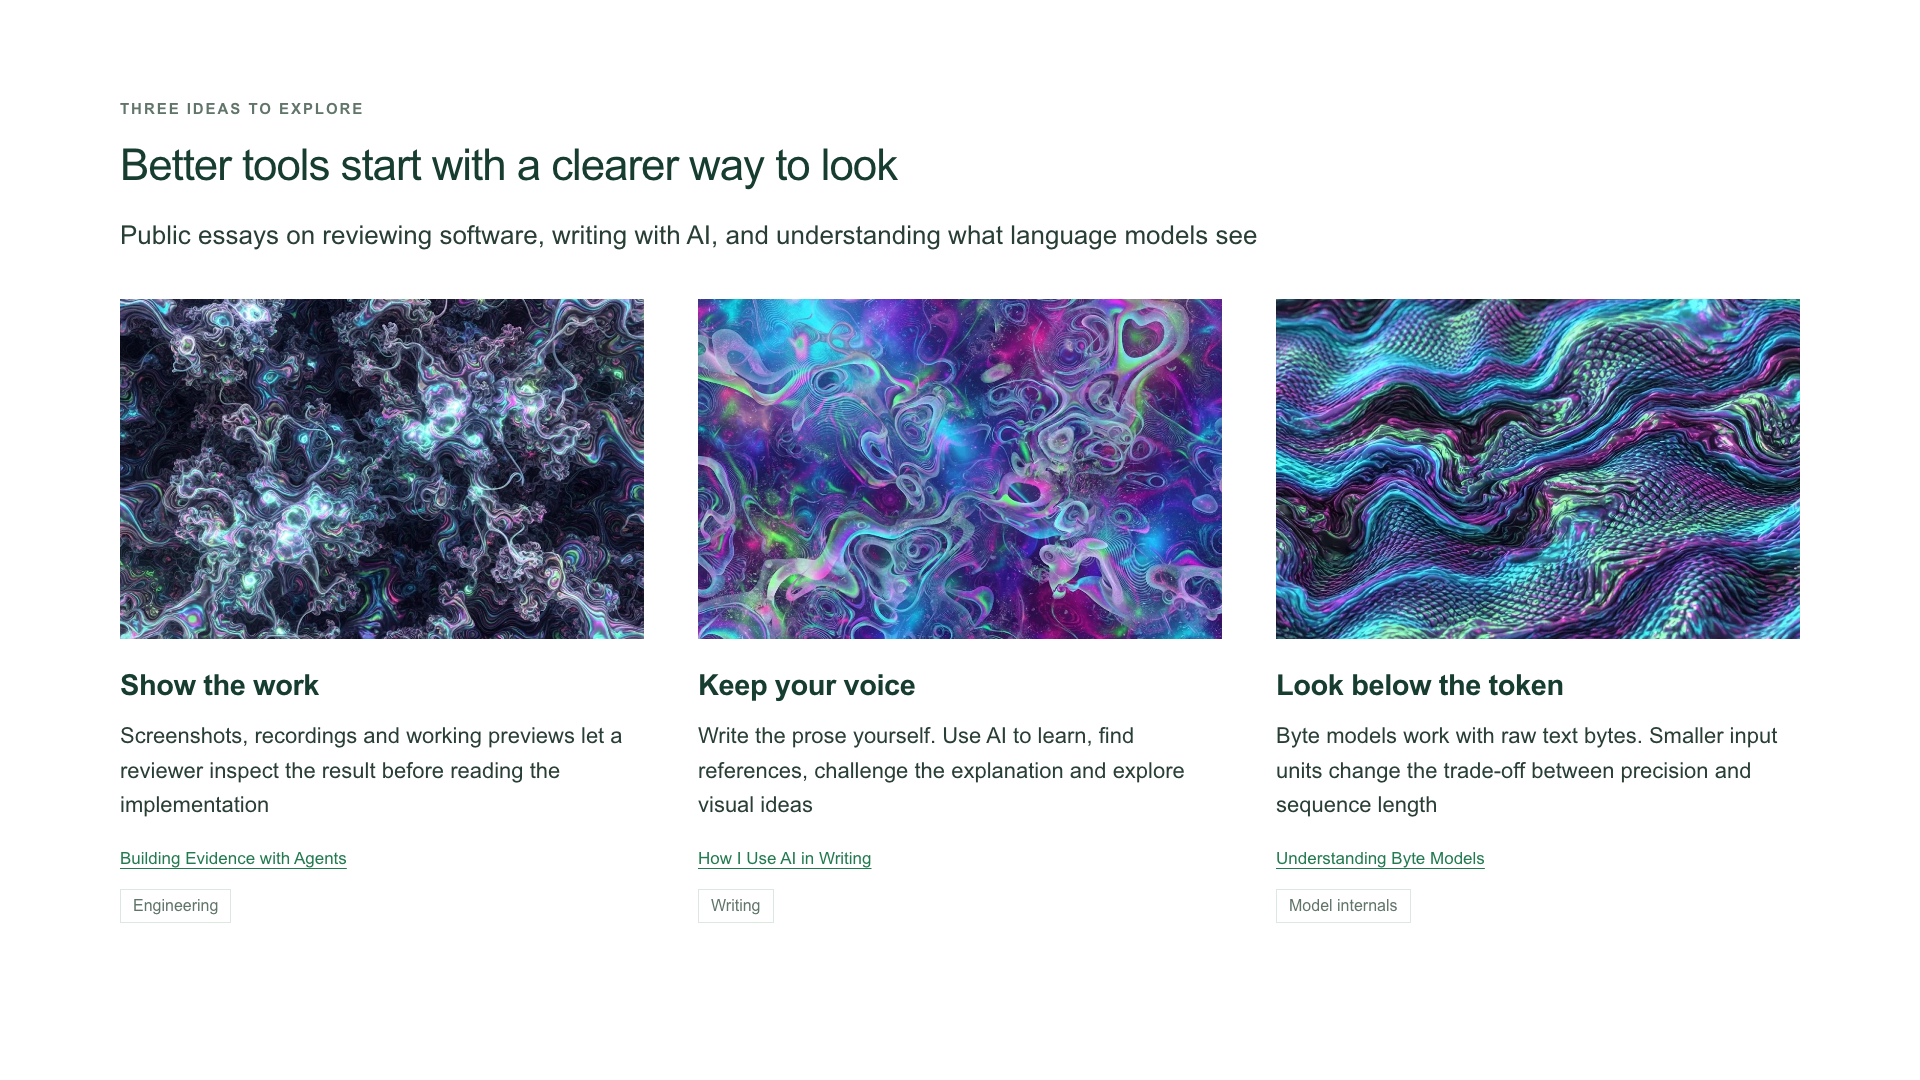 THREE IDEAS TO EXPLORE
Better tools start with a clearer way to look
Public essays on reviewing software, writing with AI, and understanding what language models see
Show the work
Screenshots, recordings and working previews let a
reviewer inspect the result before reading the
implementation
Building Evidence with Agents
Engineering
Keep your voice
Write the prose yourself. Use AI to learn, find
references, challenge the explanation and explore
visual ideas
How I Use AI in Writing
Writing
Look below the token
Byte models work with raw text bytes. Smaller input
units change the trade-off between precision and
sequence length
Understanding Byte Models
Model internals